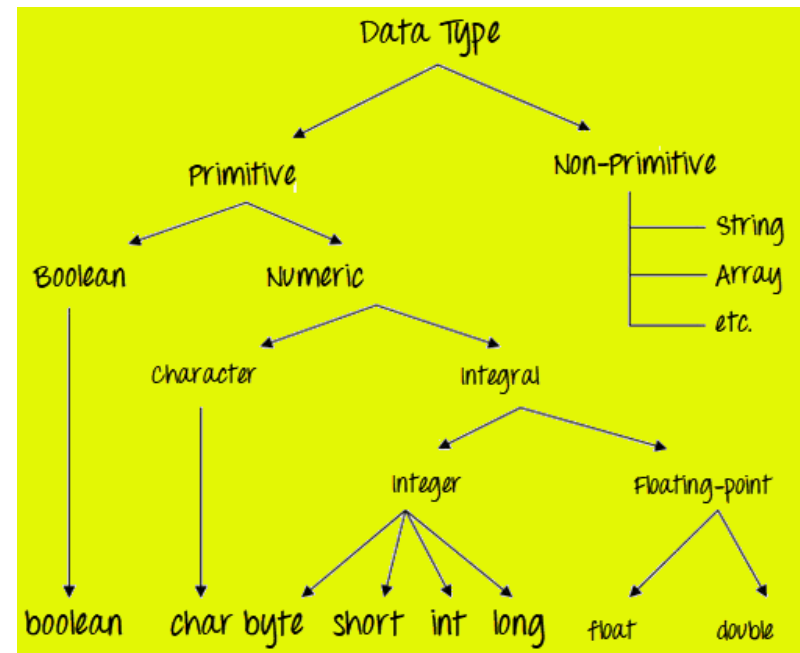 Data Type
Primitive
Non-Primitive
String
Array
etc.
Boolean
Numeric
Character
Integral
Integer
Floating-point
boolean
char
byte
short
int
long
float
double